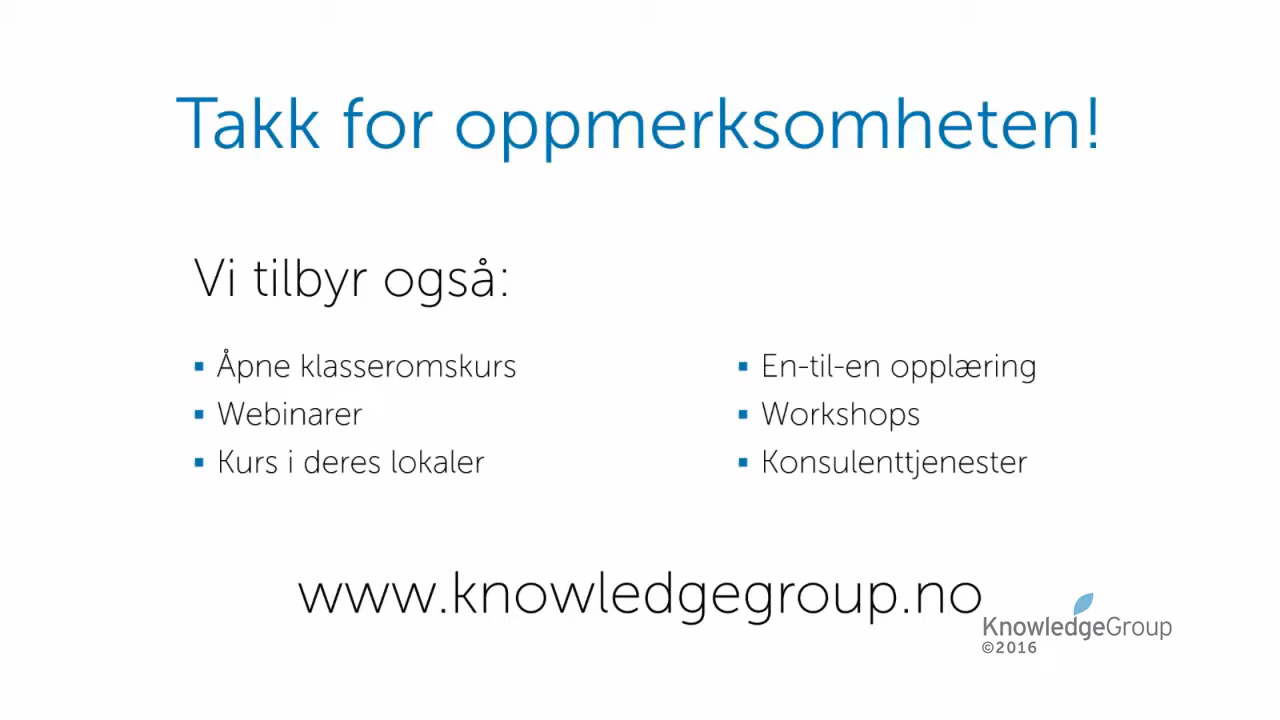 Takk for oppmerksomheten!
Vi tilbyr også:
▪ Åpne klasseromskurs
▪ Webinarer
▪ Kurs i deres lokaler
▪ En-til-en opplæring
▪ Workshops
▪ Konsulenttjenester
www.knowledgegroup.no
KnowledgeGroup
©2016